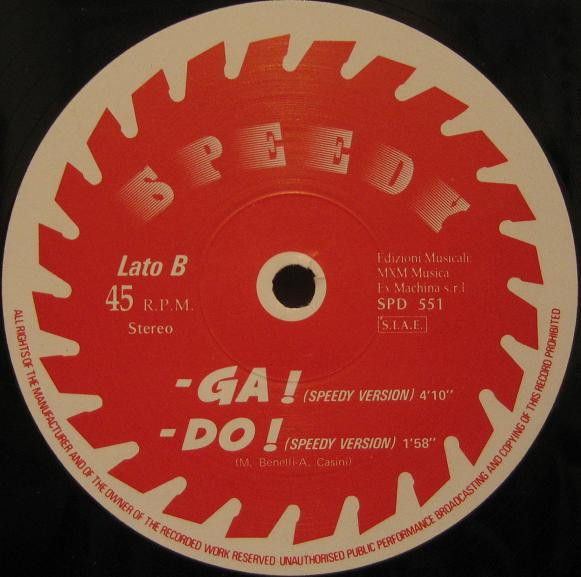 SPEEDY
Lato B
45 R.P.M.
Stereo
Edizioni Musicali:
MXM Musica
Ex Machina s.r.l
SPD 551
S.I.A.E.
-GA! (SPEEDY VERSION) 4'10"
-DO! (SPEEDY VERSION) 1'58"
(M. Benelli-A. Casini)
ALL RIGHTS OF THE MANUFACTURER AND OF THE OWNER OF THE RECORDED WORK RESERVED UNAUTHORISED PUBLIC PERFORMANCE BROADCASTING AND COPYING OF THIS RECORD PROHIBITED